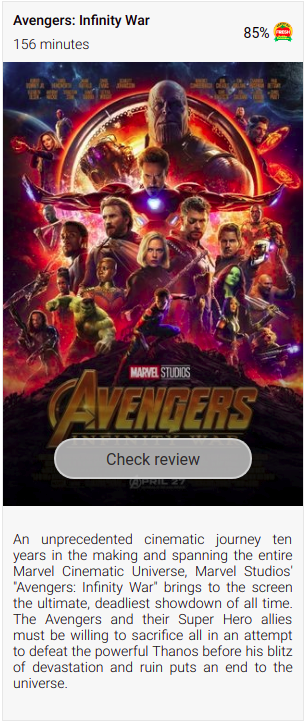 Avengers: Infinity War
156 minutes
85%
FRESH
MARVEL STUDIOS
AVENGERS
INFINITY WAR
Check review
APRIL 27
An unprecedented cinematic journey ten
years in the making and spanning the entire
Marvel Cinematic Universe, Marvel Studios'
"Avengers: Infinity War" brings to the screen
the ultimate, deadliest showdown of all time.
The Avengers and their Super Hero allies
must be willing to sacrifice all in an attempt
to defeat the powerful Thanos before his blitz
of devastation and ruin puts an end to the
universe.